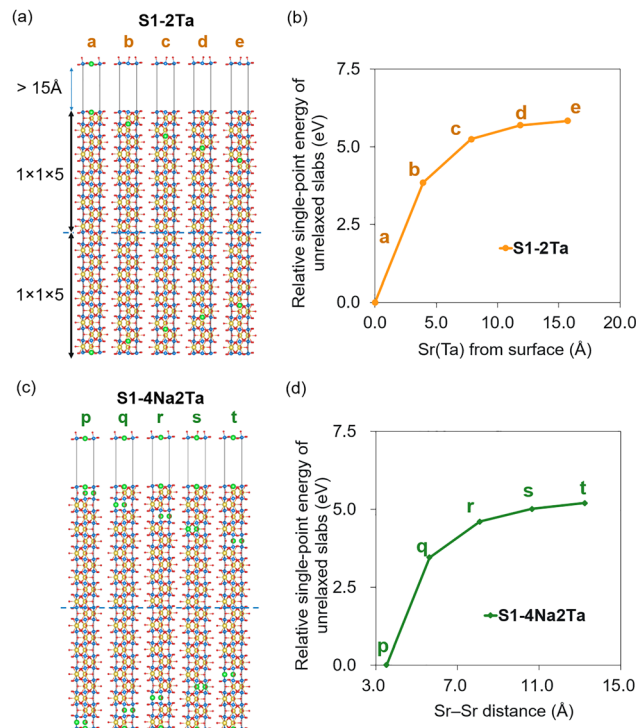 (a)
S1-2Ta
a b c d e
> 15Å
1×1×5
1×1×5
(b)
Relative single-point energy of
unrelaxed slabs (eV)
7.5
5.0
2.5
0.0
a
b
c
d
e
S1-2Ta
0.0 5.0 10.0 15.0 20.0
Sr(Ta) from surface (Å)
(c)
S1-4Na2Ta
p q r s t
(d)
Relative single-point energy of
unrelaxed slabs (eV)
7.5
5.0
2.5
0.0
p
q
r
s
t
S1-4Na2Ta
3.0 7.0 11.0 15.0
Sr–Sr distance (Å)